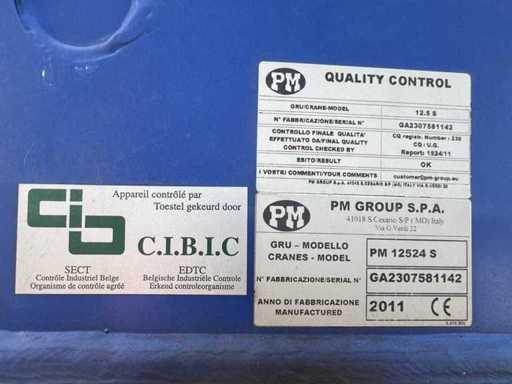 PM
QUALITY CONTROL
GRU/CRANE-MODEL
12.5 S
N° FABBRICAZIONE/SERIAL N°
GA2307581142
CONTROLLO FINALE QUALITA'
EFFETTUATO DA/FINAL QUALITY
CONTROL CHECKED BY
CQ registr. Number : 238
CQ : U.G.
Report: 1924/11
ESITO/RESULT
OK
I VOSTRI COMMENTI/YOUR COMMENTS
customer@pm-group.eu
PM
PM GROUP S.P.A.
41018 S.Cesario S/P ( MO) Italy
Via G.Verdi 22
GRU - MODELLO
CRANES - MODEL
PM 12524 S
N° FABBRICAZIONE/SERIAL N°
GA2307581142
ANNO DI FABBRICAZIONE
MANUFACTURED
2011 CE
Appareil contrôlé par
Toestel gekeurd door
cib
C.I.B.I.C
SECT
Contrôle Industriel Belge
Organisme de contrôle agréé
EDTC
Belgische Industriële Controle
Erkend controleorganisme